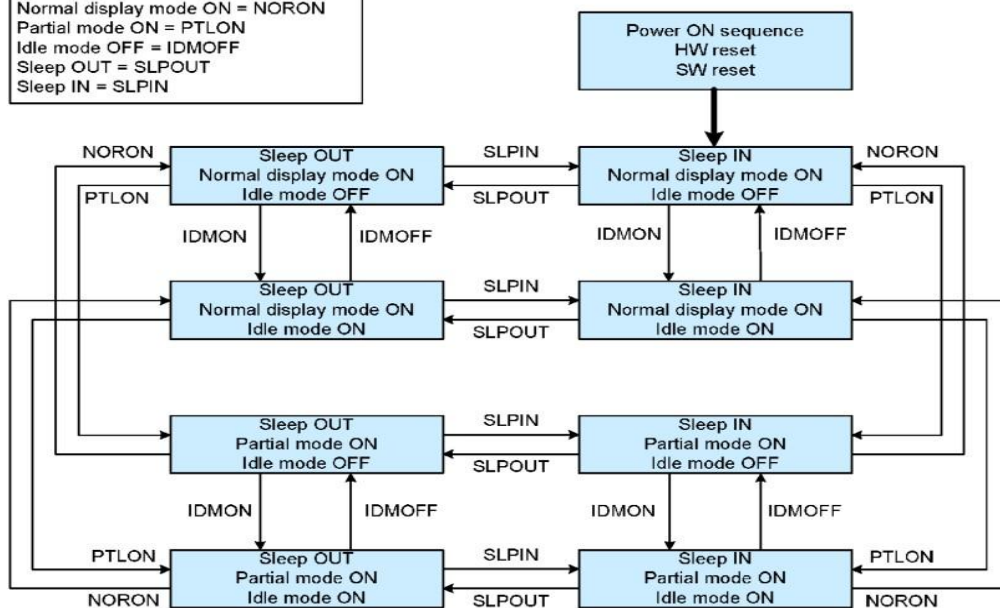 Normal display mode ON = NORON
Partial mode ON = PTLON
Idle mode OFF = IDMOFF
Sleep OUT = SLPOUT
Sleep IN = SLPIN
Power ON sequence
HW reset
SW reset
NORON
Sleep OUT
Normal display mode ON
Idle mode OFF
SLPIN
Sleep IN
Normal display mode ON
Idle mode OFF
NORON
PTLON
SLPOUT
PTLON
IDMON
IDMOFF
IDMON
IDMOFF
Sleep OUT
Normal display mode ON
Idle mode ON
SLPIN
Sleep IN
Normal display mode ON
Idle mode ON
SLPOUT
Sleep OUT
Partial mode ON
Idle mode OFF
SLPIN
Sleep IN
Partial mode ON
Idle mode OFF
SLPOUT
IDMON
IDMOFF
IDMON
IDMOFF
PTLON
Sleep OUT
Partial mode ON
Idle mode ON
SLPIN
Sleep IN
Partial mode ON
Idle mode ON
PTLON
NORON
SLPOUT
NORON